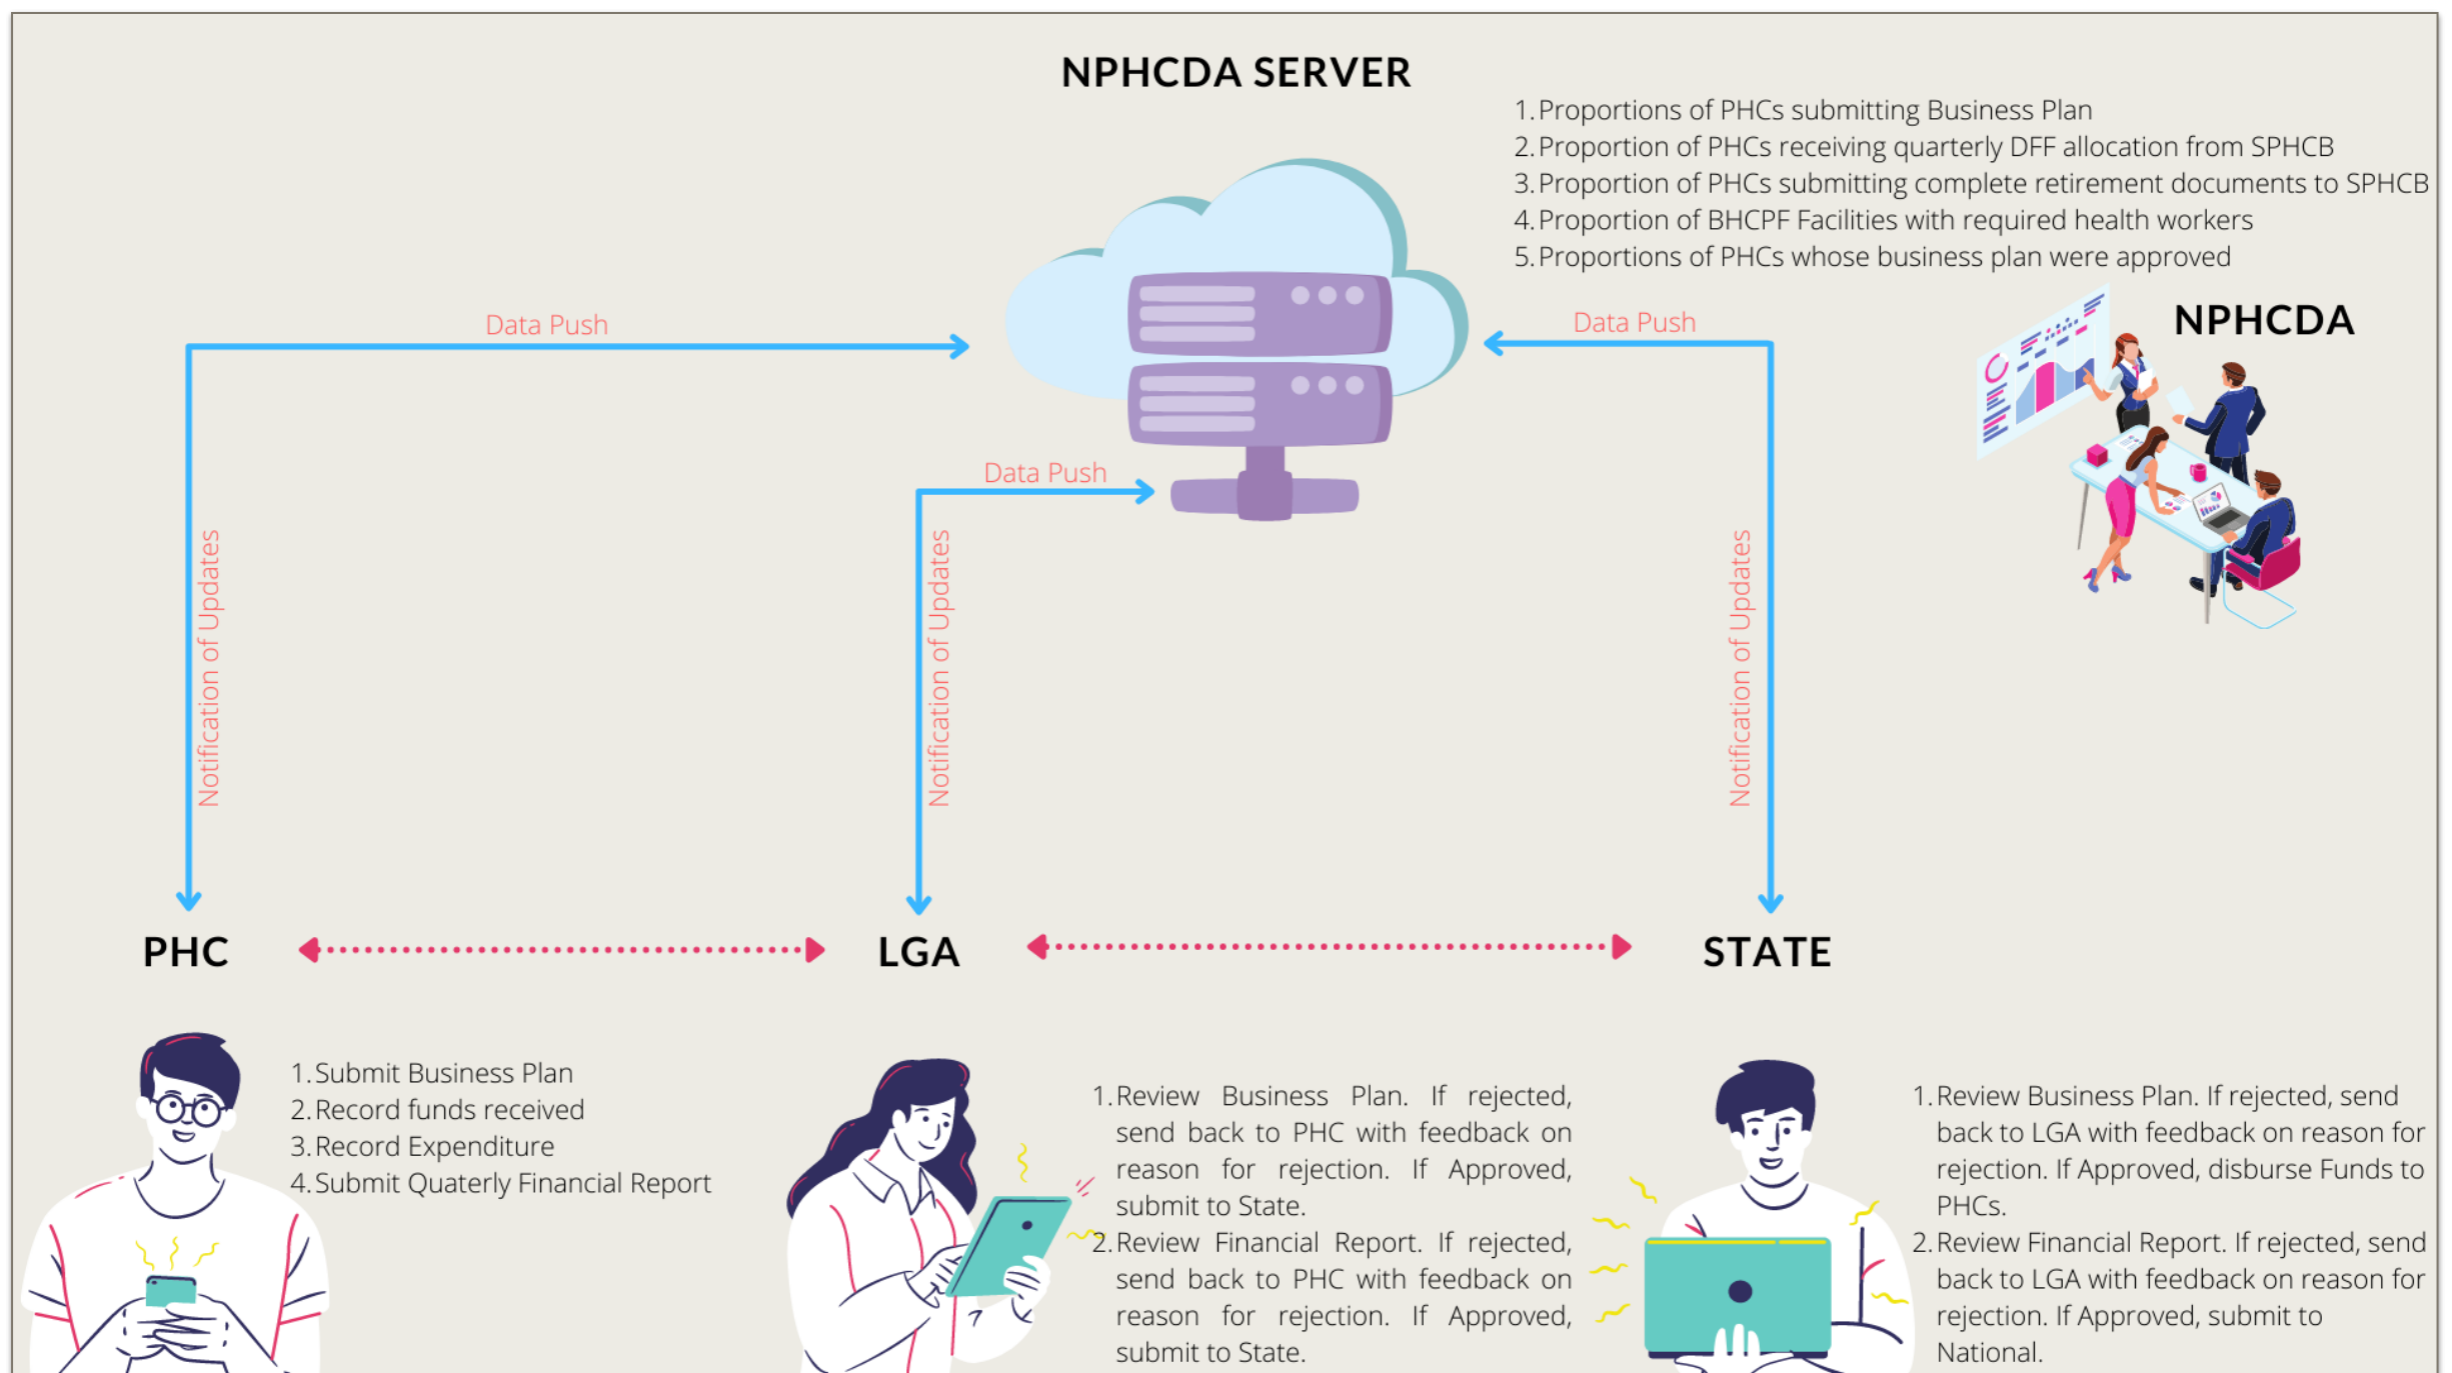 NPHCDA SERVER
1. Proportions of PHCs submitting Business Plan
2. Proportion of PHCs receiving quarterly DFF allocation from SPHCB
3. Proportion of PHCs submitting complete retirement documents to SPHCB
4. Proportion of BHCPF Facilities with required health workers
5. Proportions of PHCs whose business plan were approved
NPHCDA
Data Push
Data Push
Data Push
Notification of Updates
Notification of Updates
Notification of Updates
PHC
LGA
STATE
1. Submit Business Plan
2. Record funds received
3. Record Expenditure
4. Submit Quaterly Financial Report
1. Review Business Plan. If rejected,
send back to PHC with feedback on
reason for rejection. If Approved,
submit to State.
2. Review Financial Report. If rejected,
send back to PHC with feedback on
reason for rejection. If Approved,
submit to State.
1. Review Business Plan. If rejected, send
back to LGA with feedback on reason for
rejection. If Approved, disburse Funds to
PHCs.
2. Review Financial Report. If rejected, send
back to LGA with feedback on reason for
rejection. If Approved, submit to
National.